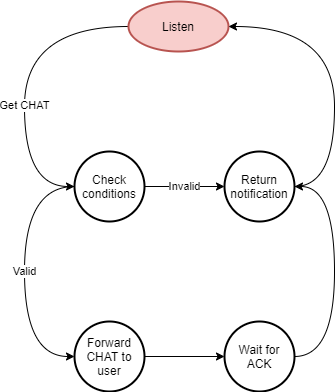 Listen
Get CHAT
Check
conditions
Invalid
Return
notification
Valid
Forward
CHAT to
user
Wait for
ACK